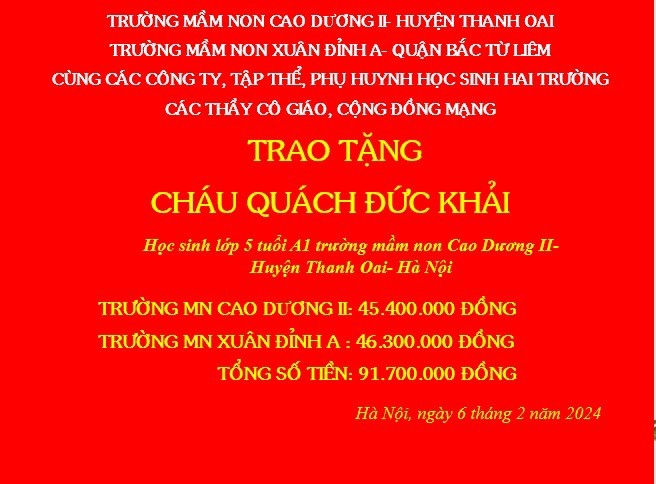 TRƯỜNG MẦM NON CAO DƯƠNG II- HUYỆN THANH OAI
TRƯỜNG MẦM NON XUÂN ĐỈNH A- QUẬN BẮC TỪ LIÊM
CÙNG CÁC CÔNG TY, TẬP THỂ, PHỤ HUYNH HỌC SINH HAI TRƯỜNG
CÁC THẦY CÔ GIÁO, CỘNG ĐỒNG MẠNG
TRAO TẶNG
CHÁU QUÁCH ĐỨC KHẢI
Học sinh lớp 5 tuổi A1 trường mầm non Cao Dương II-
Huyện Thanh Oai- Hà Nội
TRƯỜNG MN CAO DƯƠNG II: 45.400.000 ĐỒNG
TRƯỜNG MN XUÂN ĐỈNH A : 46.300.000 ĐỒNG
TỔNG SỐ TIỀN: 91.700.000 ĐỒNG
Hà Nội, ngày 6 tháng 2 năm 2024